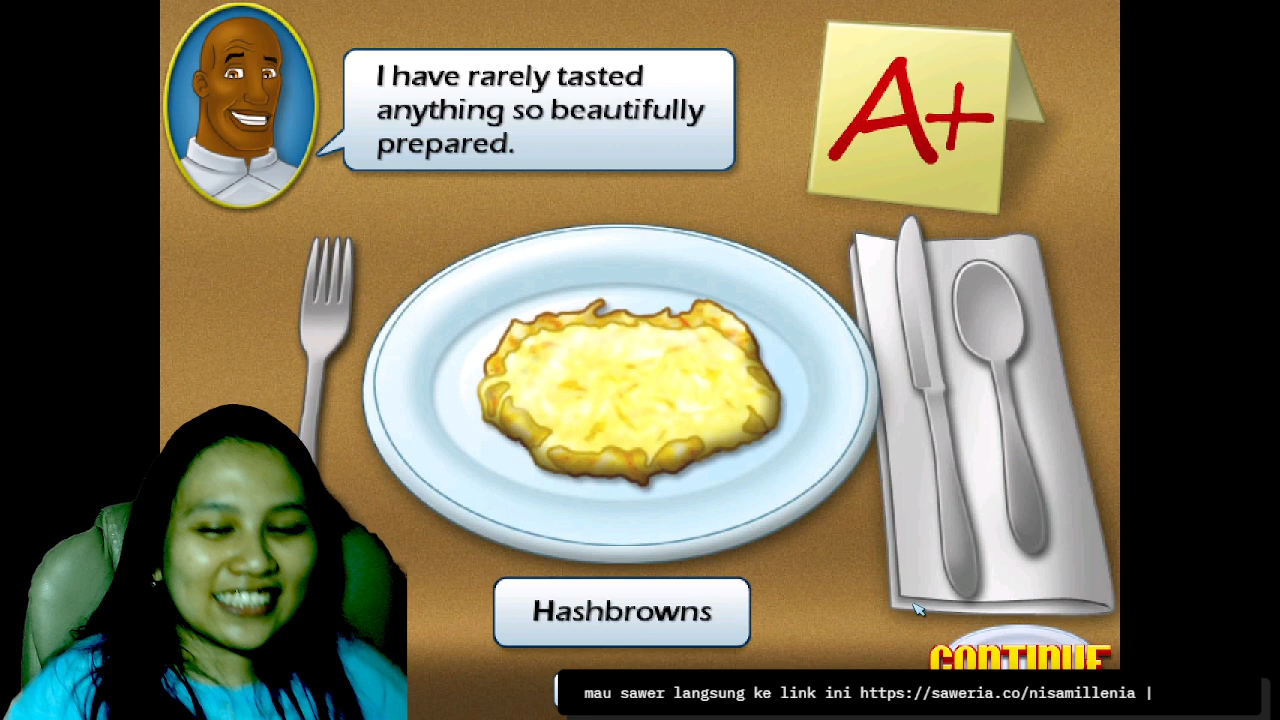 I have rarely tasted
anything so beautifully
prepared.
A+
Hashbrowns
CONTINUE
mau sawer langsung ke link ini https://saweria.co/nisamillenia |